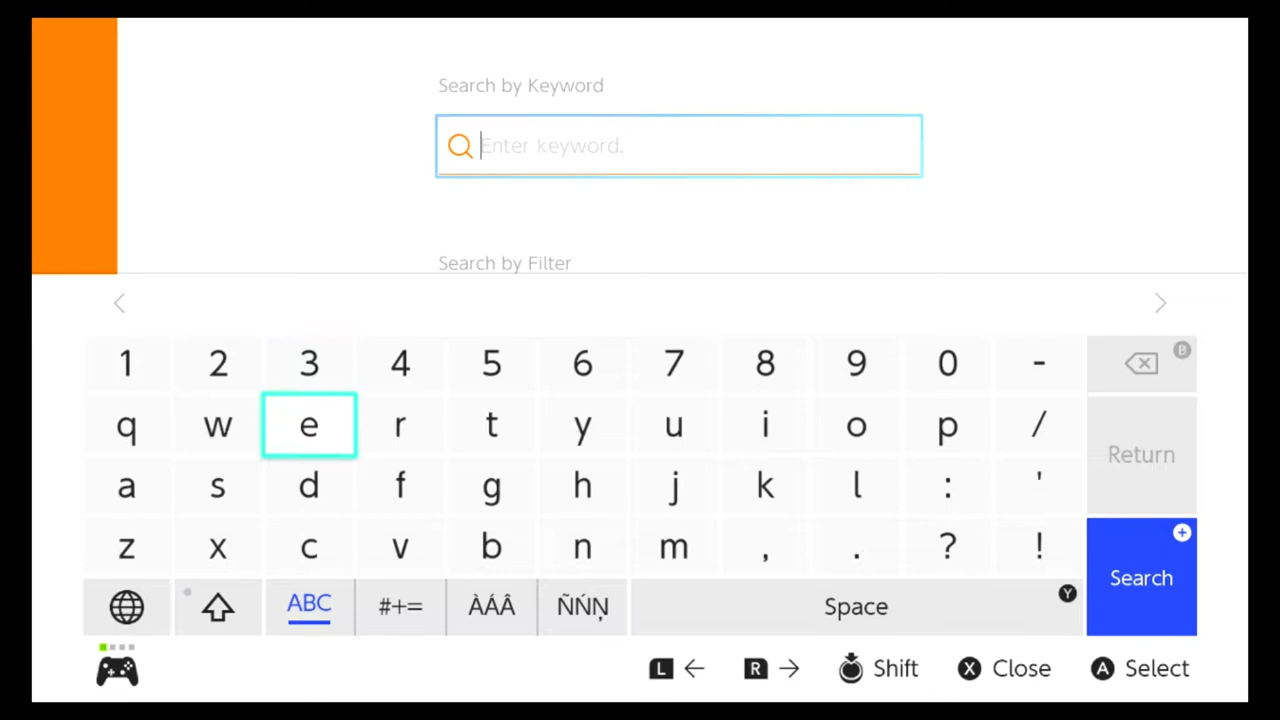 Search by Keyword
Enter keyword.
Search by Filter
1 2 3 4 5 6 7 8 9 0 - B
q w e r t y u i o p /
Return
a s d f g h j k l : '
z x c v b n m , . ? !
Search
ABC #+= ÀÁÂ ÑŃŅ Space Y
L ← R → Shift X Close A Select